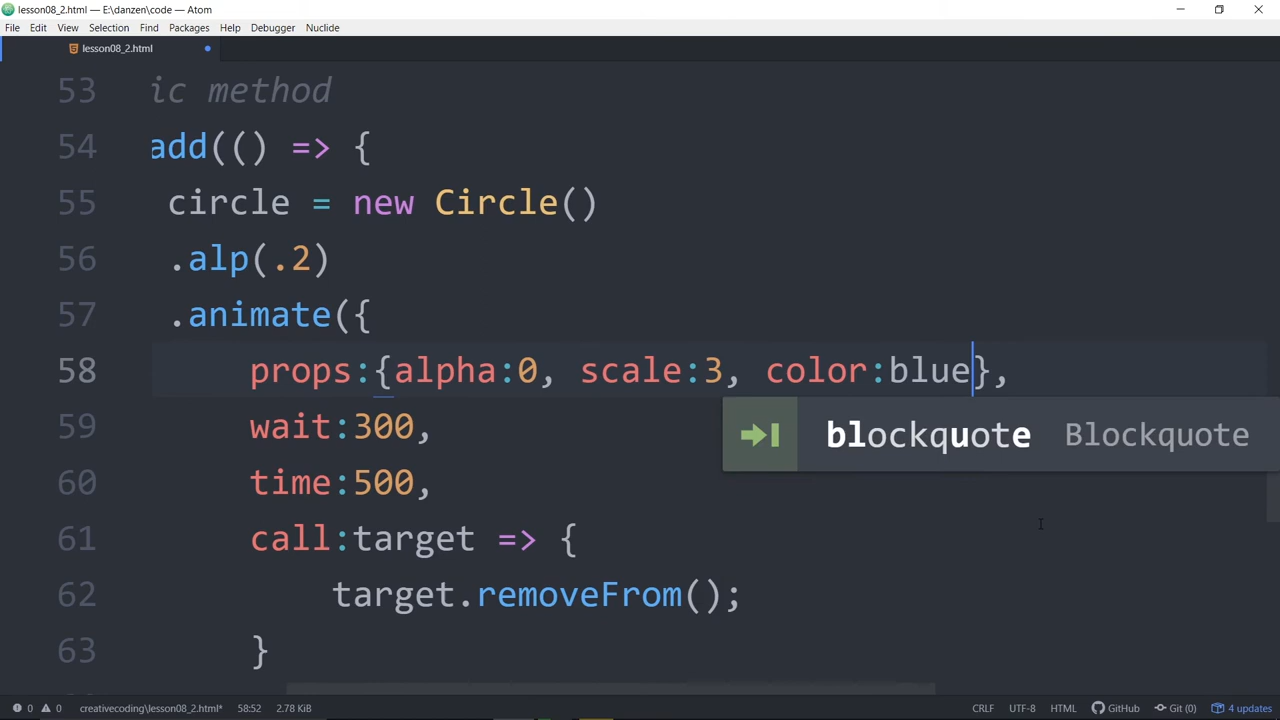 lesson08_2.html — E:\danzen\code — Atom
File Edit View Selection Find Packages Help Debugger Nuclide
lesson08_2.html
53 ic method
54 add(() => {
55 circle = new Circle()
56 .alp(.2)
57 .animate({
58 props:{alpha:0, scale:3, color:blue},
blockquote Blockquote
59 wait:300,
60 time:500,
61 call:target => {
62 target.removeFrom();
63 }
0 0 creativecoding\lesson08_2.html* 58:52 2.78 KiB CRLF UTF-8 HTML GitHub Git (0) 4 updates